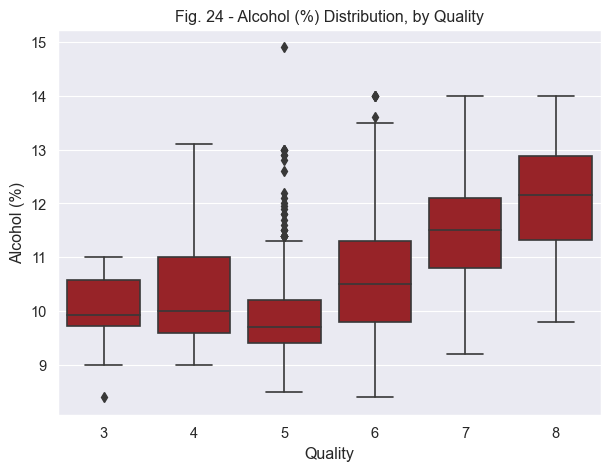 Fig. 24 - Alcohol (%) Distribution, by Quality
15
14
13
12
11
10
9
Alcohol (%)
3 4 5 6 7 8
Quality